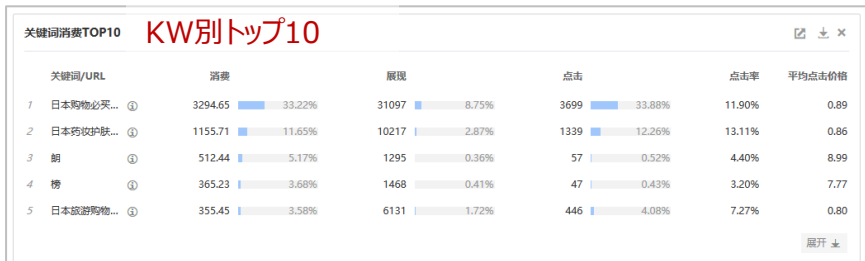 关键词消费TOP10 KW別トップ10
关键词/URL 消费 展现 点击 点击率 平均点击价格
1 日本购物必买... 3294.65 33.22% 31097 8.75% 3699 33.88% 11.90% 0.89
2 日本药妆护肤... 1155.71 11.65% 10217 2.87% 1339 12.26% 13.11% 0.86
3 朗 512.44 5.17% 1295 0.36% 57 0.52% 4.40% 8.99
4 榜 365.23 3.68% 1468 0.41% 47 0.43% 3.20% 7.77
5 日本旅游购物... 355.45 3.58% 6131 1.72% 446 4.08% 7.27% 0.80
展开